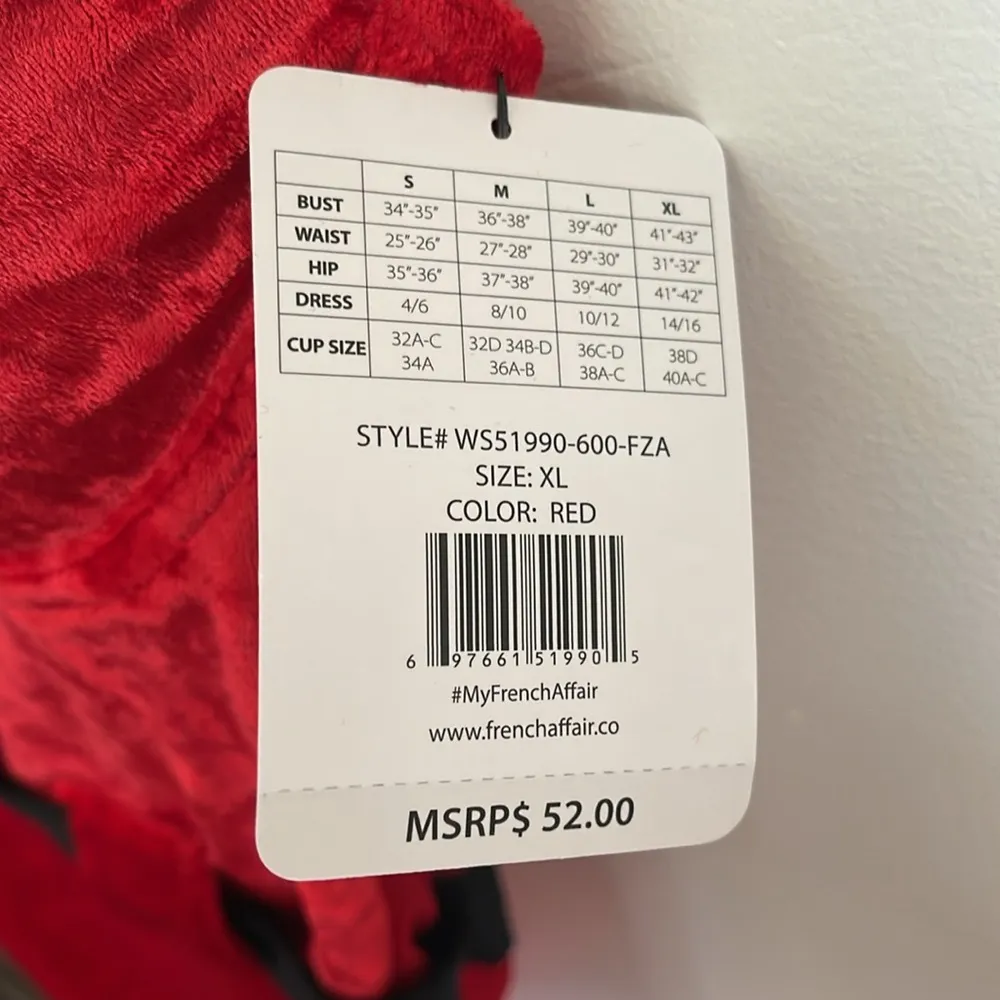 S M L XL
BUST 34"-35" 36"-38" 39"-40" 41"-43"
WAIST 25"-26" 27"-28" 29"-30" 31"-32"
HIP 35"-36" 37"-38" 39"-40" 41"-42"
DRESS 4/6 8/10 10/12 14/16
CUP SIZE 32A-C 32D 34B-D 36C-D 38D
34A 36A-B 38A-C 40A-C
STYLE# WS51990-600-FZA
SIZE: XL
COLOR: RED
6 97661 51990 5
#MyFrenchAffair
www.frenchaffair.co
MSRP$ 52.00